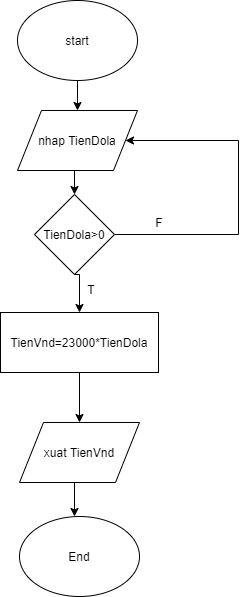 start
nhap TienDola
TienDola>0
F
T
TienVnd=23000*TienDola
xuat TienVnd
End